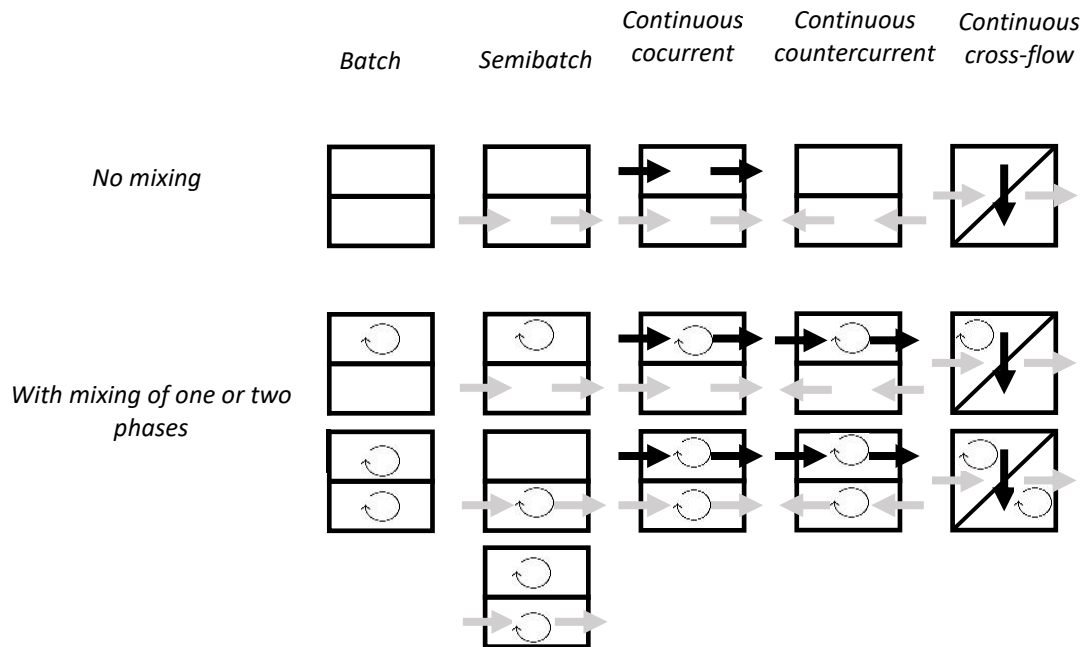 Batch
Semibatch
Continuous
cocurrent
Continuous
countercurrent
Continuous
cross-flow
No mixing
With mixing of one or two
phases